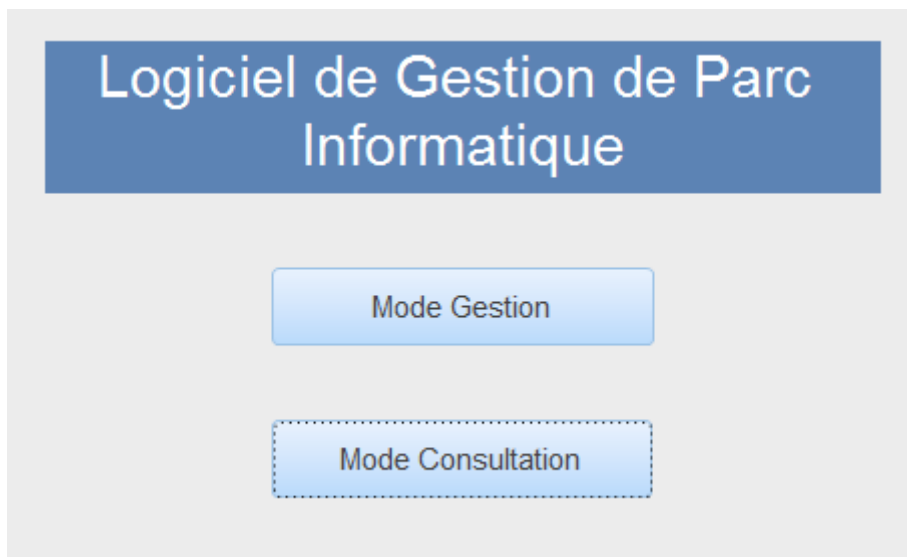 Logiciel de Gestion de Parc
Informatique
Mode Gestion
Mode Consultation